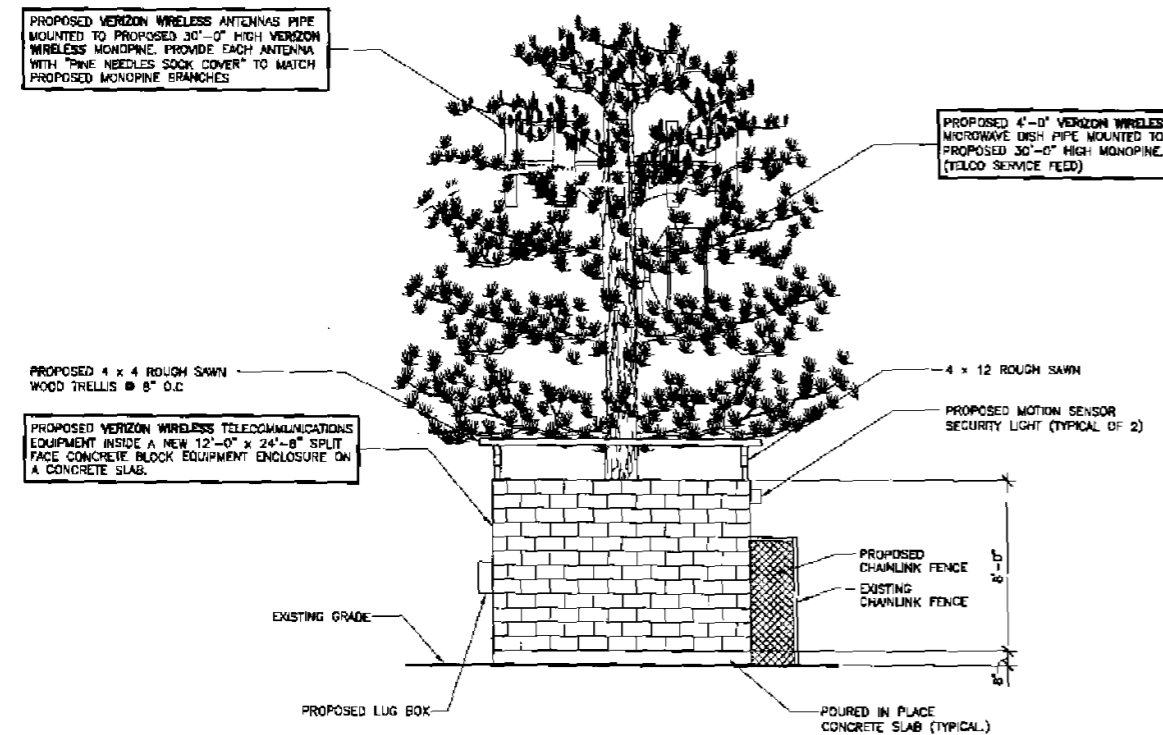 PROPOSED VERIZON WIRELESS ANTENNAS PIPE
MOUNTED TO PROPOSED 30'-0" HIGH VERIZON
WIRELESS MONOPINE. PROVIDE EACH ANTENNA
WITH "PINE NEEDLES SOCK COVER" TO MATCH
PROPOSED MONOPINE BRANCHES
PROPOSED 4'-0" VERIZON WIRELES
MICROWAVE DISH PIPE MOUNTED TO
PROPOSED 30'-0" HIGH MONOPINE.
(TELCO SERVICE FEED)
PROPOSED 4 x 4 ROUGH SAWN
WOOD TRELLIS @ 8" O.C
4 x 12 ROUGH SAWN
PROPOSED MOTION SENSOR
SECURITY LIGHT (TYPICAL OF 2)
PROPOSED VERIZON WIRELESS TELECOMMUNICATIONS
EQUIPMENT INSIDE A NEW 12'-0" x 24'-8" SPLIT
FACE CONCRETE BLOCK EQUIPMENT ENCLOSURE ON
A CONCRETE SLAB.
PROPOSED
CHAINLINK FENCE
EXISTING
CHAINLINK FENCE
8'-0"
EXISTING GRADE
8"
PROPOSED LUG BOX
POURED IN PLACE
CONCRETE SLAB (TYPICAL.)